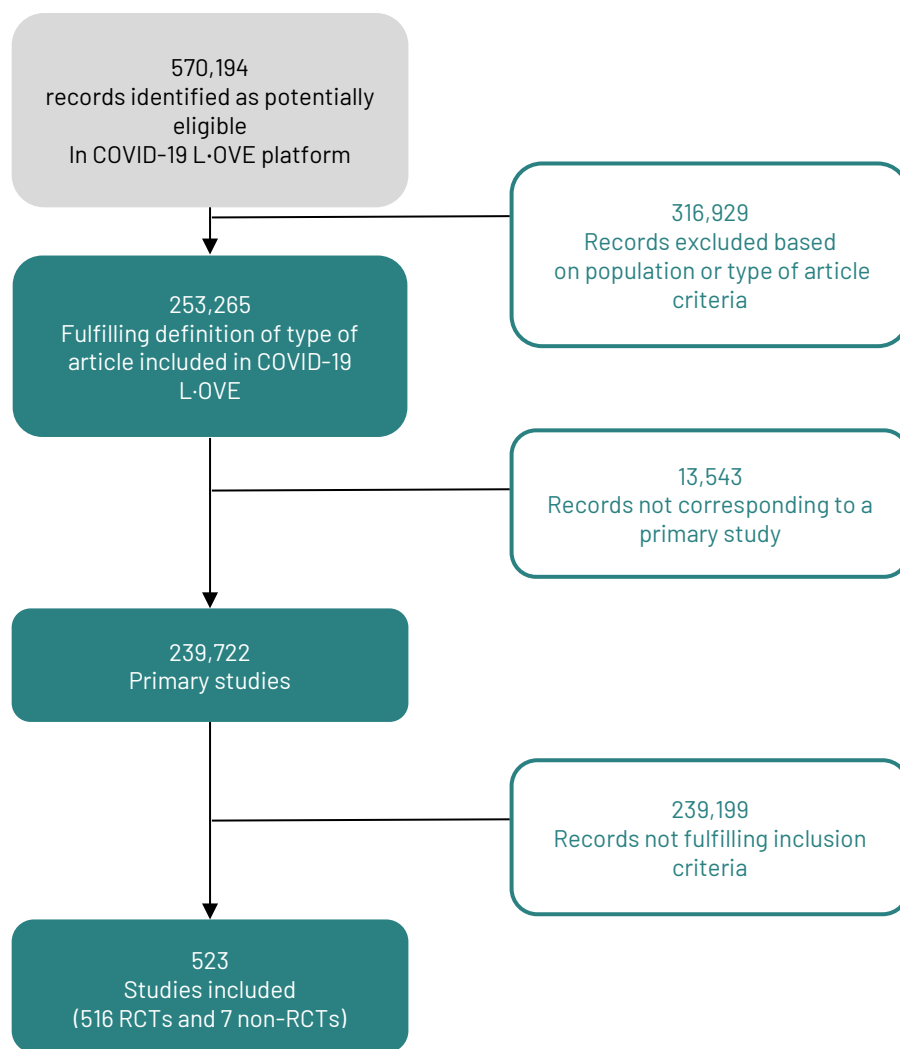 570,194
records identified as potentially
eligible
In COVID-19 L·OVE platform
316,929
Records excluded based
on population or type of article
criteria
253,265
Fulfilling definition of type of
article included in COVID-19
L·OVE
13,543
Records not corresponding to a
primary study
239,722
Primary studies
239,199
Records not fulfilling inclusion
criteria
523
Studies included
(516 RCTs and 7 non-RCTs)